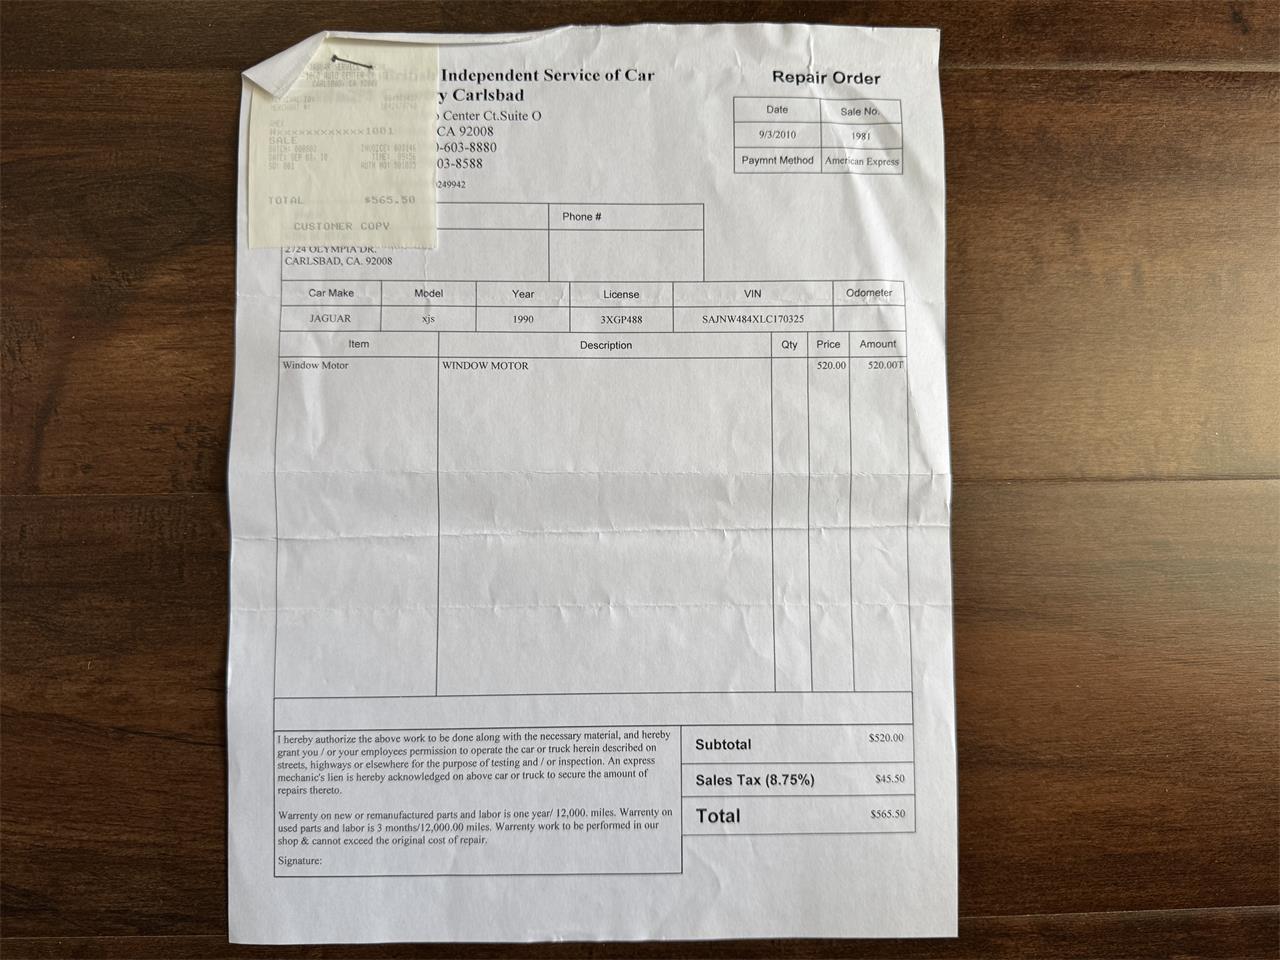 CARLSBAD, CA 92008
AMEX
1001
SALE
TOTAL $565.50
CUSTOMER COPY
Independent Service of Car
y Carlsbad
Center Ct.Suite O
CA 92008
-603-8880
03-8588
249942
Repair Order
Date Sale No.
9/3/2010 1981
Paymnt Method American Express
Phone #
2724 OLYMPIA DR.
CARLSBAD, CA. 92008
Car Make Model Year License VIN Odometer
JAGUAR xjs 1990 3XGP488 SAJNW484XLC170325
Item Description Qty Price Amount
Window Motor WINDOW MOTOR 520.00 520.00T
I hereby authorize the above work to be done along with the necessary material, and hereby
grant you / or your employees permission to operate the car or truck herein described on
streets, highways or elsewhere for the purpose of testing and / or inspection. An express
mechanic's lien is hereby acknowledged on above car or truck to secure the amount of
repairs thereto.
Warrenty on new or remanufactured parts and labor is one year/ 12,000. miles. Warrenty on
used parts and labor is 3 months/12,000.00 miles. Warrenty work to be performed in our
shop & cannot exceed the original cost of repair.
Signature:
Subtotal $520.00
Sales Tax (8.75%) $45.50
Total $565.50